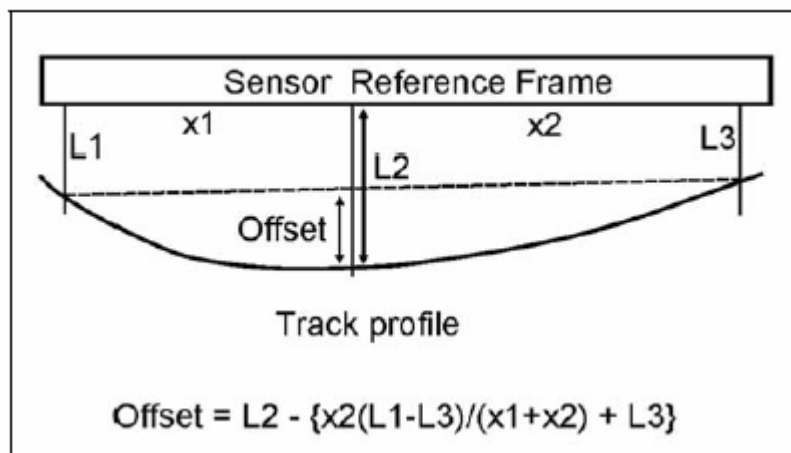 Sensor Reference Frame
x1
x2
L1
L2
L3
Offset
Track profile
Offset = L2 - {x2(L1-L3)/(x1+x2) + L3}